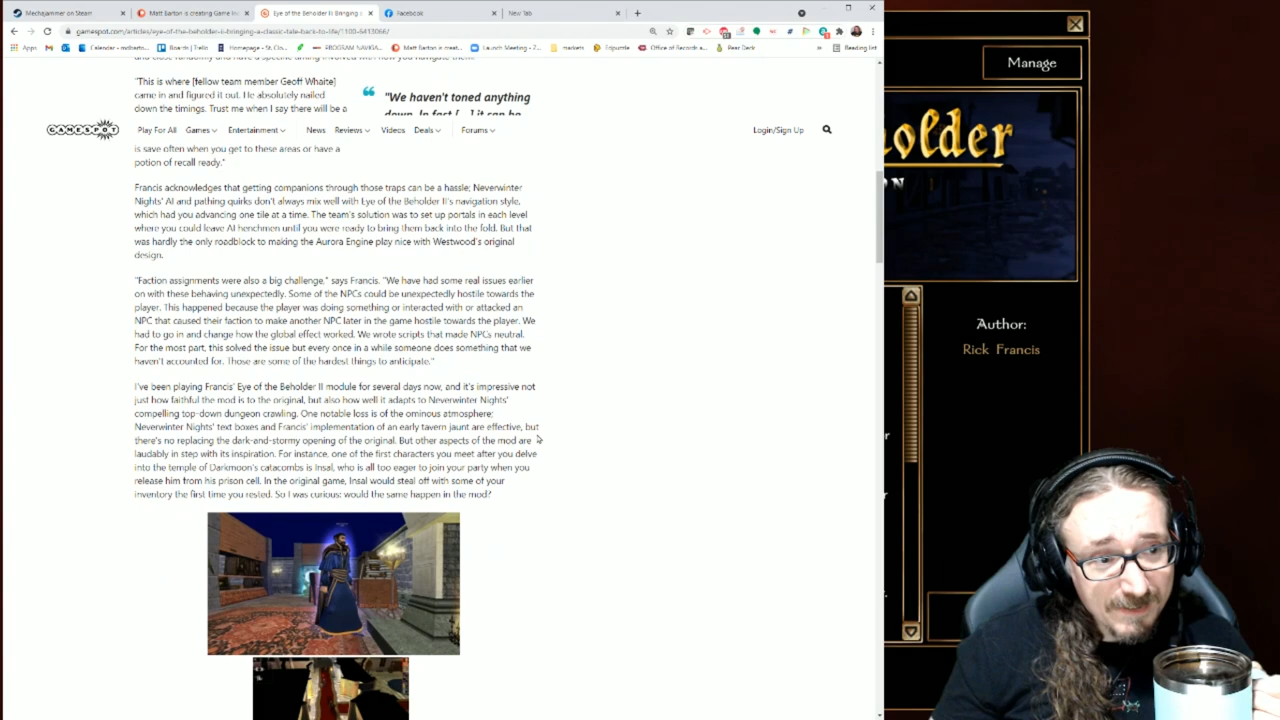 Mechajammer on Steam
Matt Barton is creating Game in
Eye of the Beholder II: Bringing a
Facebook
New Tab
gamespot.com/articles/eye-of-the-beholder-is-bringing-a-classic-tale-back-to-life/1100-6413066/
Apps
Gmail
Calendar - mdbarto...
Boards | Trello
Homepage - St. Clo...
PROGRAM NAVIGA...
Matt Barton is creat...
Launch Meeting - Z...
markets
Edpuzzle
Office of Records a...
Pear Deck
Reading list
"This is where [fellow team member Geoff Whaite]
came in and figured it out. He absolutely nailed
down the timings. Trust me when I say there will be a
"We haven't toned anything
down. In fact [...] it can be
GAMESPOT
Play For All
Games
Entertainment
News
Reviews
Videos
Deals
Forums
Login/Sign Up
is save often when you get to these areas or have a
potion of recall ready."
Francis acknowledges that getting companions through those traps can be a hassle; Neverwinter
Nights' AI and pathing quirks don't always mix well with Eye of the Beholder II's navigation style,
which had you advancing one tile at a time. The team's solution was to set up portals in each level
where you could leave AI henchmen until you were ready to bring them back into the fold. But that
was hardly the only roadblock to making the Aurora Engine play nice with Westwood's original
design.
"Faction assignments were also a big challenge," says Francis. "We have had some real issues earlier
on with these behaving unexpectedly. Some of the NPCs could be unexpectedly hostile towards the
player. This happened because the player was doing something or interacted with or attacked an
NPC that caused their faction to make another NPC later in the game hostile towards the player. We
had to go in and change how the global effect worked. We wrote scripts that made NPCs neutral.
For the most part, this solved the issue but every once in a while someone does something that we
haven't accounted for. Those are some of the hardest things to anticipate."
I've been playing Francis' Eye of the Beholder II module for several days now, and it's impressive not
just how faithful the mod is to the original, but also how well it adapts to Neverwinter Nights'
compelling top-down dungeon crawling. One notable loss is of the ominous atmosphere;
Neverwinter Nights' text boxes and Francis' implementation of an early tavern jaunt are effective, but
there's no replacing the dark-and-stormy opening of the original. But other aspects of the mod are
laudably in step with its inspiration. For instance, one of the first characters you meet after you delve
into the temple of Darkmoon's catacombs is Insal, who is all too eager to join your party when you
release him from his prison cell. In the original game, Insal would steal off with some of your
inventory the first time you rested. So I was curious: would the same happen in the mod?
Manage
older
ON I
Author:
Rick Francis